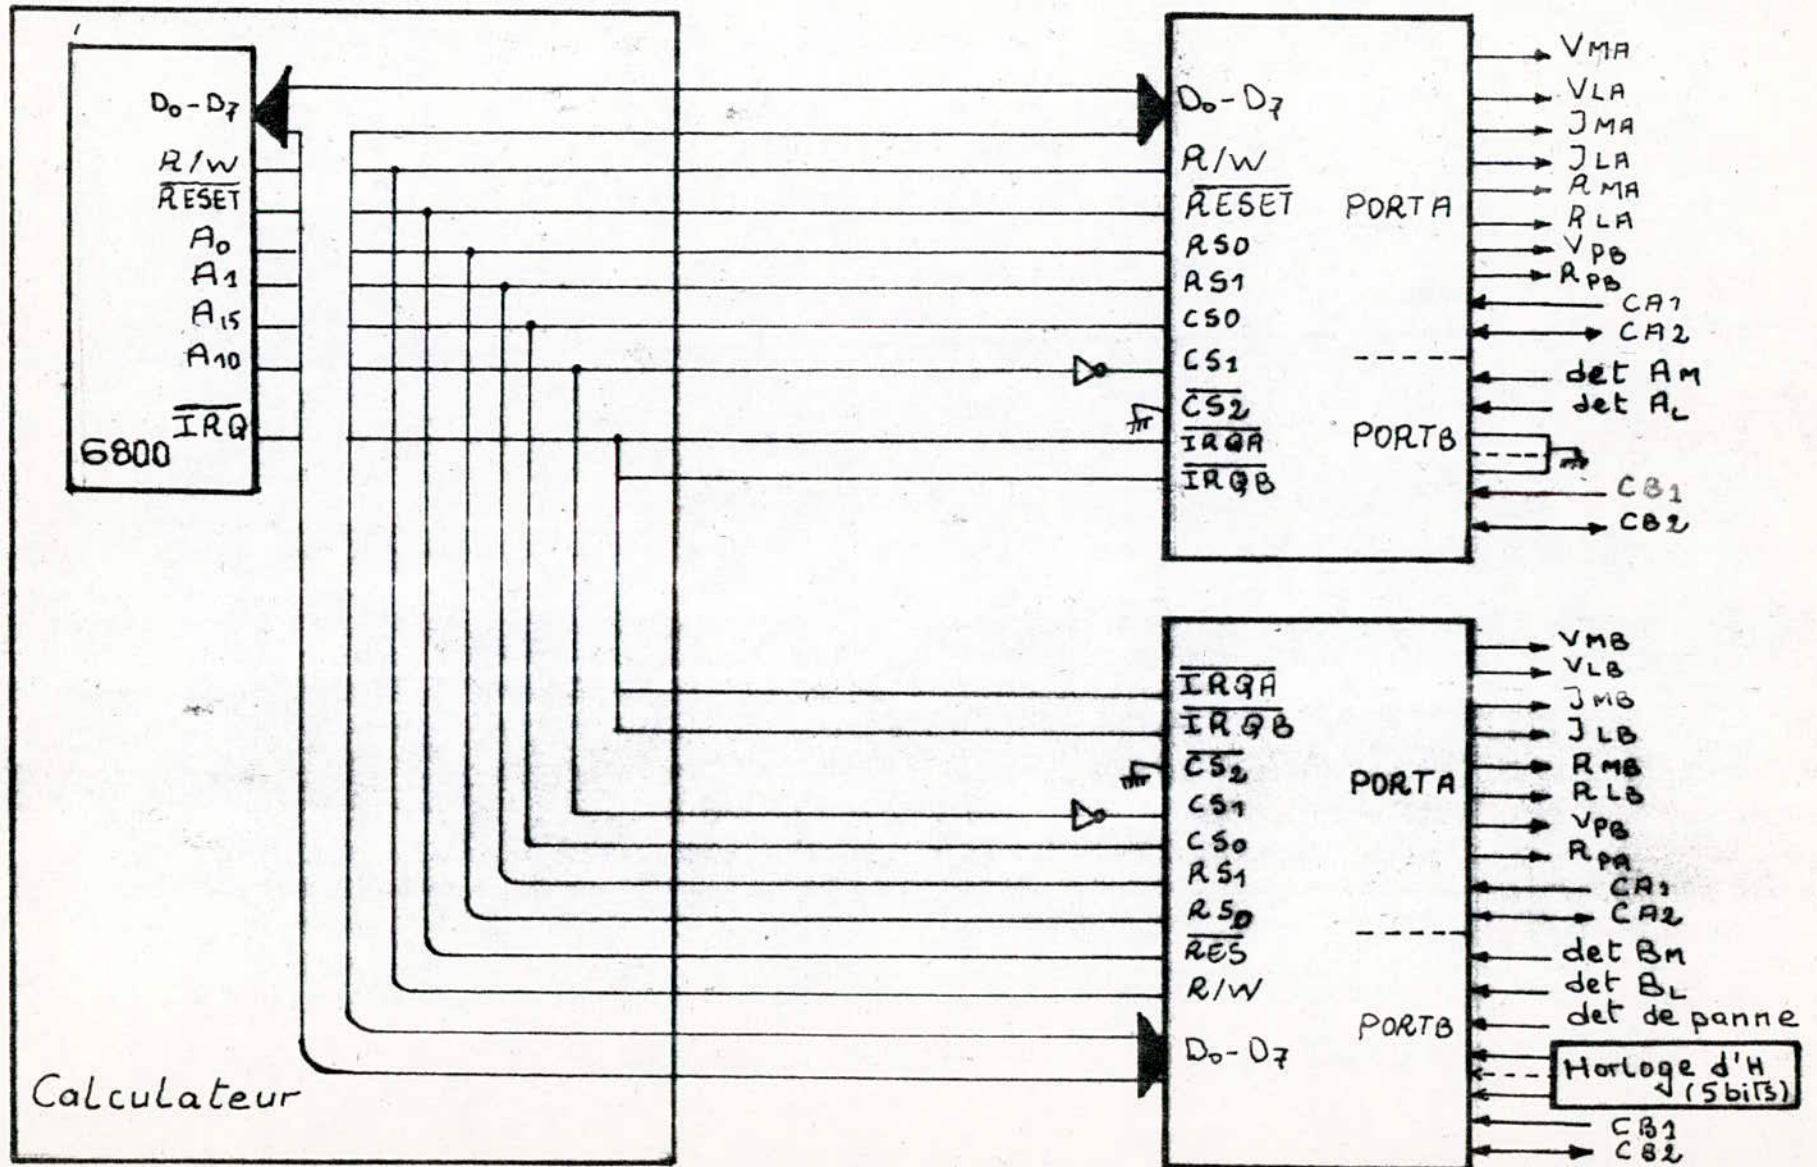 D0-D7
R/W
RESET
A0
A1
A15
A10
IRQ
6800
Calculateur
D0-D7
R/W
RESET
RS0
RS1
CS0
CS1
CS2
IRQA
IRQB
PORTA
PORTB
VMA
VLA
JMA
JLA
RMA
RLA
VPB
RPB
CA1
CA2
det AM
det AL
CB1
CB2
IRQA
IRQB
CS2
CS1
CS0
RS1
RS0
RES
R/W
D0-D7
PORTA
PORTB
VMB
VLB
JMB
JLB
RMB
RLB
VPB
RPA
CA1
CA2
det BM
det BL
det de panne
Horloge d'H
(5bits)
CB1
CB2